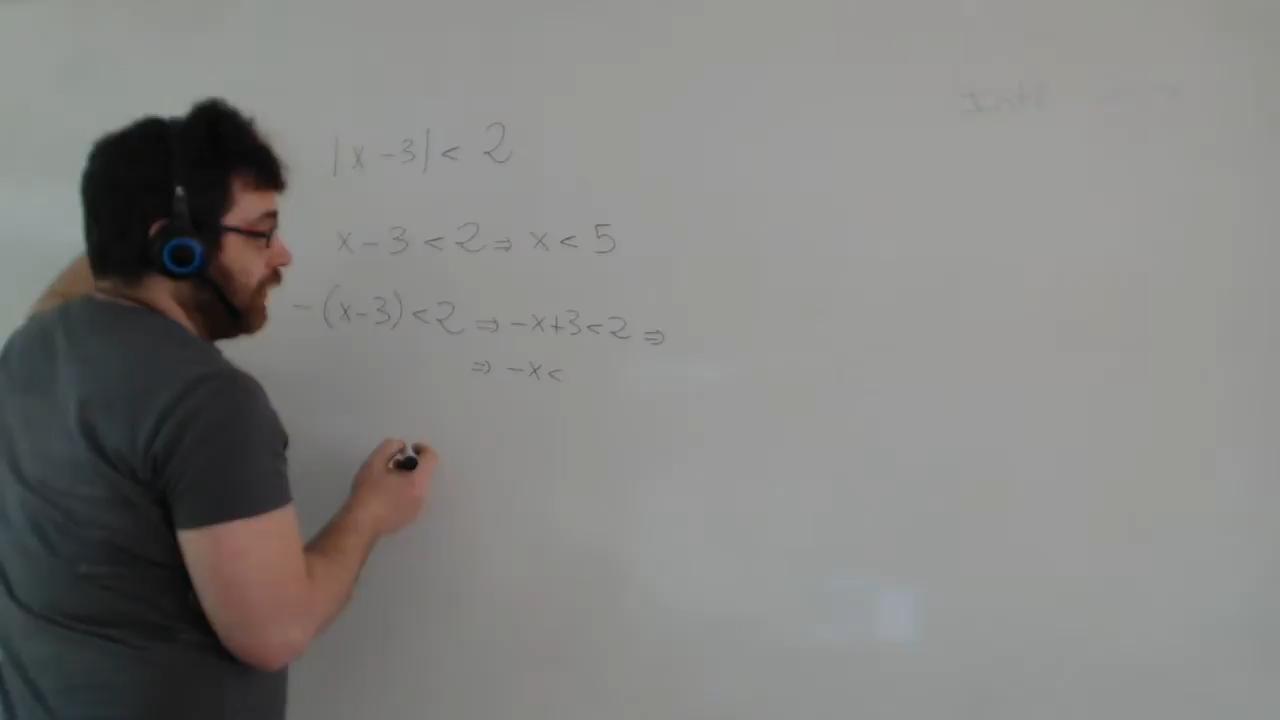 |x-3|< 2
x-3<2⇒ x< 5
-(x-3)<2 ⇒ -x+3<2 ⇒
⇒ -x<